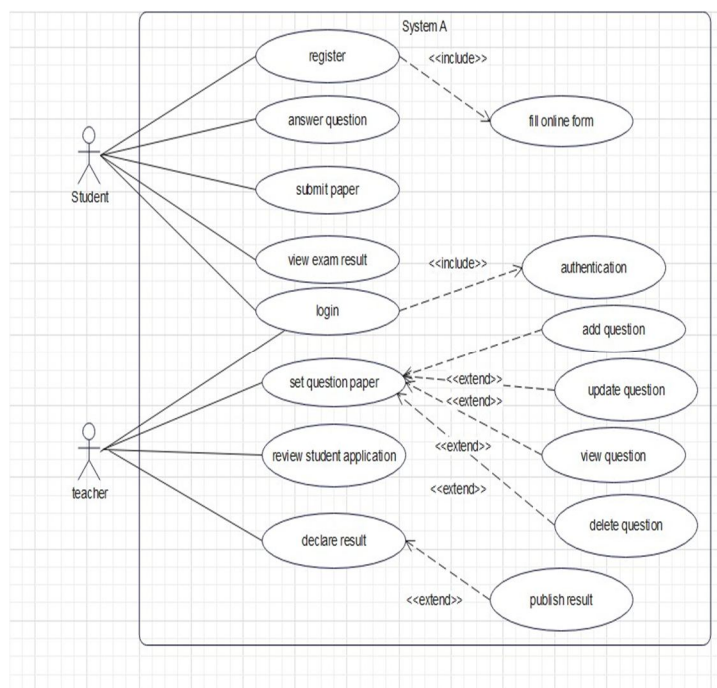 System A
register
<<include>>
answer question
fill online form
Student
submit paper
view exam result
<<include>>
authentication
login
add question
set question paper
<<extend>>
update question
<<extend>>
review student application
<<extend>>
view question
teacher
<<extend>>
delete question
declare result
<<extend>>
publish result